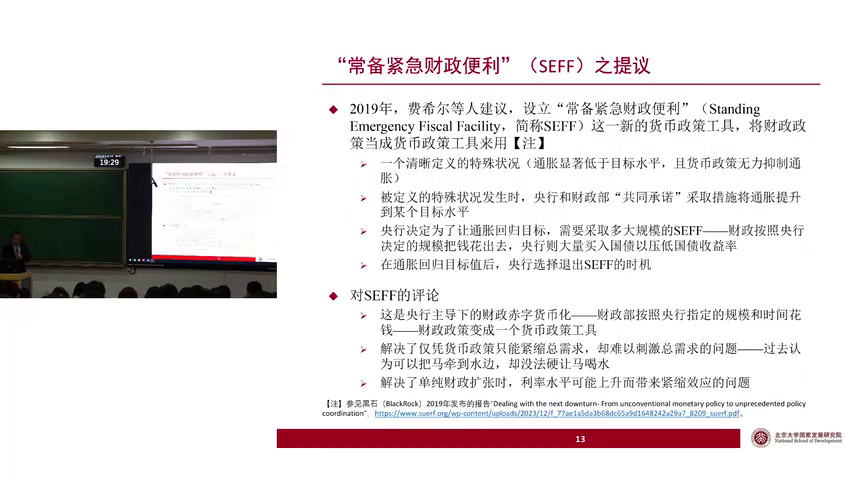 “常备紧急财政便利”（SEFF）之提议
2019年，费希尔等人建议，设立“常备紧急财政便利”（Standing
Emergency Fiscal Facility，简称SEFF）这一新的货币政策工具，将财政政
策当成货币政策工具来用【注】
一个清晰定义的特殊状况（通胀显著低于目标水平，且货币政策无力抑制通
胀）
被定义的特殊状况发生时，央行和财政部“共同承诺”采取措施将通胀提升
到某个目标水平
央行决定为了让通胀回归目标，需要采取多大规模的SEFF——财政按照央行
决定的规模把钱花出去，央行则大量买入国债以压低国债收益率
在通胀回归目标值后，央行选择退出SEFF的时机
对SEFF的评论
这是央行主导下的财政赤字货币化——财政部按照央行指定的规模和时间花
钱——财政政策变成一个货币政策工具
解决了仅凭货币政策只能紧缩总需求，却难以刺激总需求的问题——过去认
为可以把马牵到水边，却没法硬让马喝水
解决了单纯财政扩张时，利率水平可能上升而带来紧缩效应的问题
【注】参见黑石（BlackRock）2019年发布的报告“Dealing with the next downturn- From unconventional monetary policy to unprecedented policy
coordination”，https://www.suerf.org/wp-content/uploads/2023/12/f_77ae1a5da3b68dc65a9d1648242a29a7_8209_suerf.pdf。
13
北京大学国家发展研究院
National School of Development
19:29